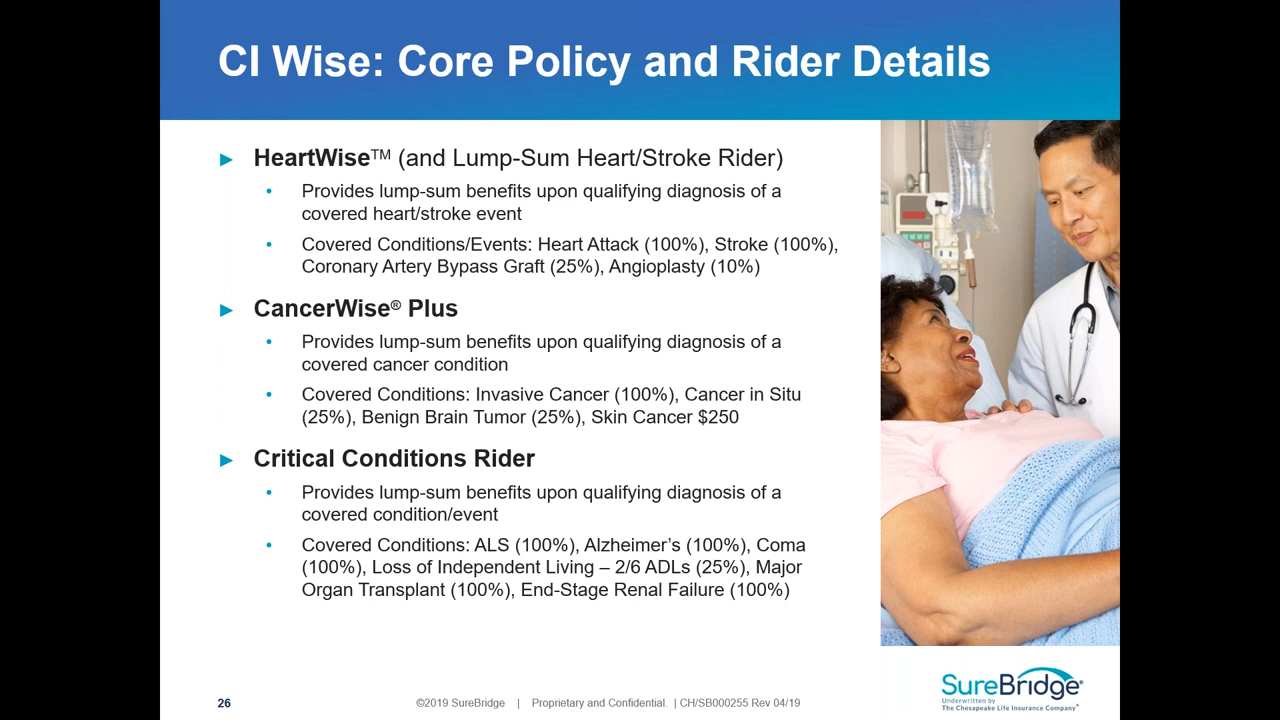 CI Wise: Core Policy and Rider Details
► HeartWise™ (and Lump-Sum Heart/Stroke Rider)
• Provides lump-sum benefits upon qualifying diagnosis of a
covered heart/stroke event
• Covered Conditions/Events: Heart Attack (100%), Stroke (100%),
Coronary Artery Bypass Graft (25%), Angioplasty (10%)
► CancerWise® Plus
• Provides lump-sum benefits upon qualifying diagnosis of a
covered cancer condition
• Covered Conditions: Invasive Cancer (100%), Cancer in Situ
(25%), Benign Brain Tumor (25%), Skin Cancer $250
► Critical Conditions Rider
• Provides lump-sum benefits upon qualifying diagnosis of a
covered condition/event
• Covered Conditions: ALS (100%), Alzheimer’s (100%), Coma
(100%), Loss of Independent Living – 2/6 ADLs (25%), Major
Organ Transplant (100%), End-Stage Renal Failure (100%)
26
©2019 SureBridge | Proprietary and Confidential. | CH/SB000255 Rev 04/19
SureBridge®
Underwritten by
The Chesapeake Life Insurance Company®